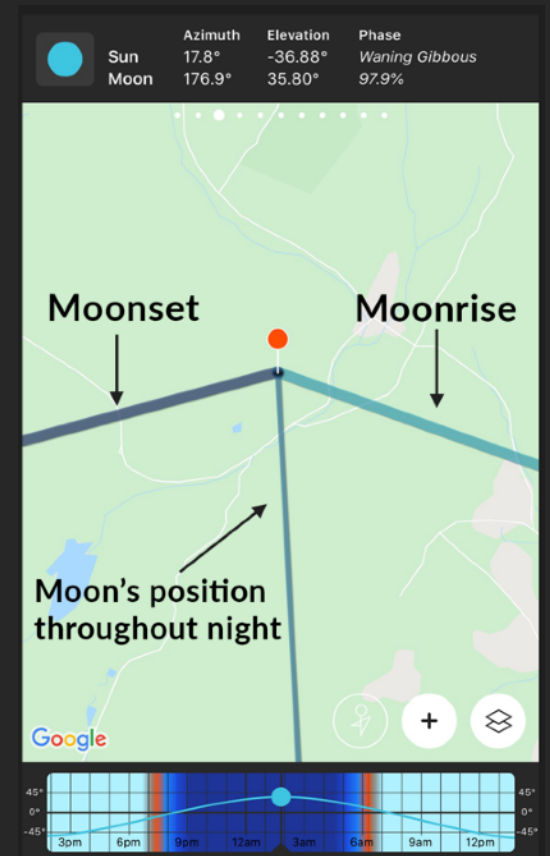 Azimuth Elevation Phase
Sun 17.8° -36.88° Waning Gibbous
Moon 176.9° 35.80° 97.9%
Moonset
Moonrise
Moon's position
throughout night
Google
45° 45°
0° 0°
-45° -45°
3pm 6pm 9pm 12am 3am 6am 9am 12pm